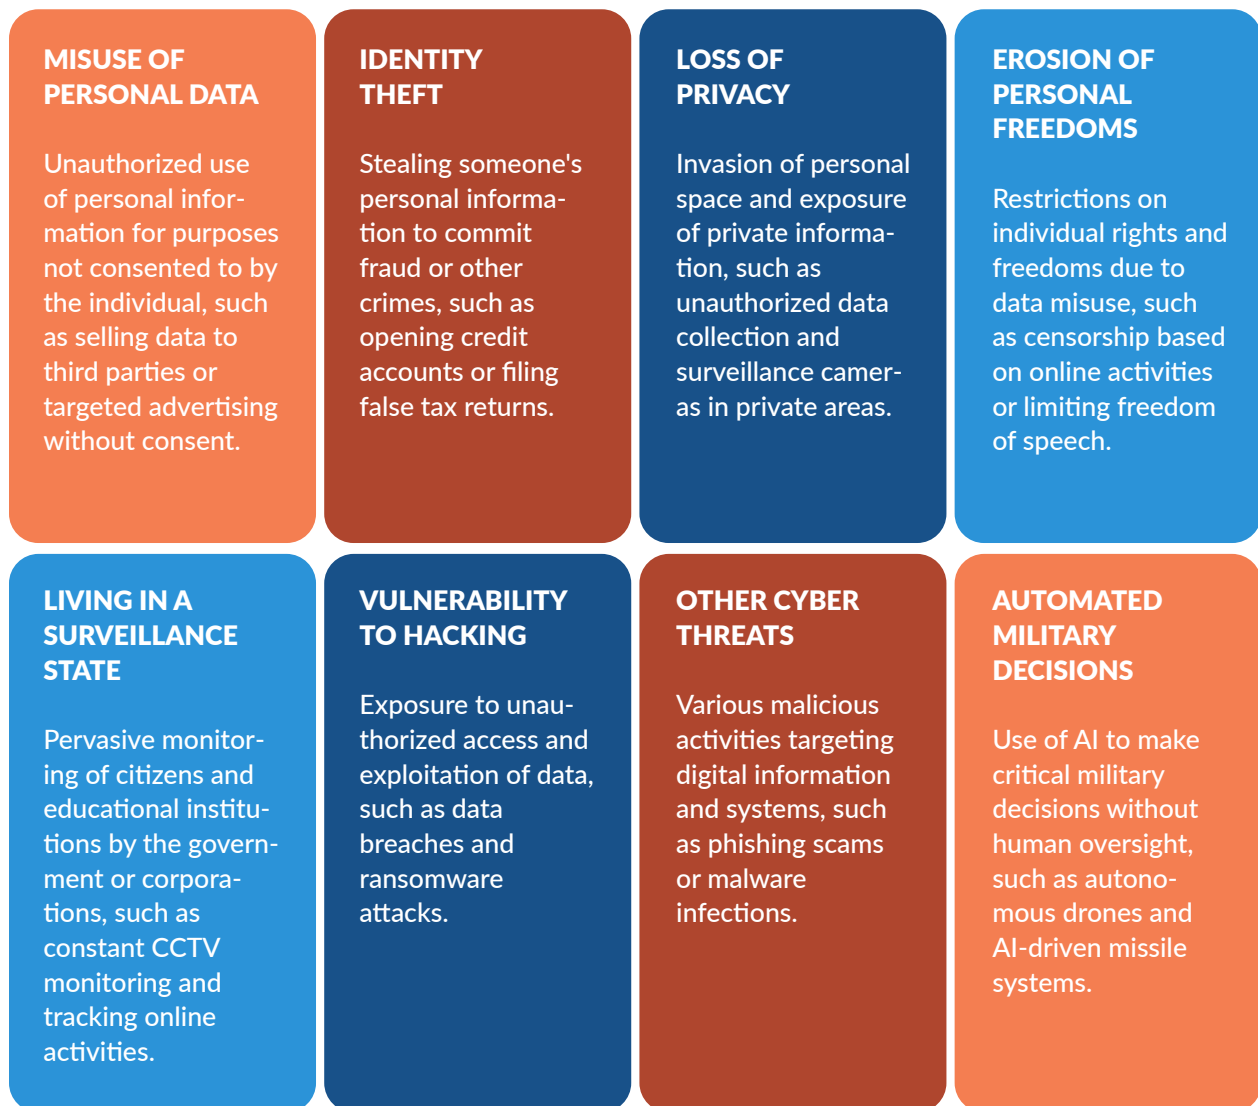 MISUSE OF
PERSONAL DATA
Unauthorized use
of personal infor-
mation for purposes
not consented to by
the individual, such
as selling data to
third parties or
targeted advertising
without consent.
IDENTITY
THEFT
Stealing someone's
personal informa-
tion to commit
fraud or other
crimes, such as
opening credit
accounts or filing
false tax returns.
LOSS OF
PRIVACY
Invasion of personal
space and exposure
of private informa-
tion, such as
unauthorized data
collection and
surveillance camer-
as in private areas.
EROSION OF
PERSONAL
FREEDOMS
Restrictions on
individual rights and
freedoms due to
data misuse, such
as censorship based
on online activities
or limiting freedom
of speech.
LIVING IN A
SURVEILLANCE
STATE
Pervasive monitor-
ing of citizens and
educational institu-
tions by the govern-
ment or corpora-
tions, such as
constant CCTV
monitoring and
tracking online
activities.
VULNERABILITY
TO HACKING
Exposure to unau-
thorized access and
exploitation of data,
such as data
breaches and
ransomware
attacks.
OTHER CYBER
THREATS
Various malicious
activities targeting
digital information
and systems, such
as phishing scams
or malware
infections.
AUTOMATED
MILITARY
DECISIONS
Use of AI to make
critical military
decisions without
human oversight,
such as autono-
mous drones and
AI-driven missile
systems.